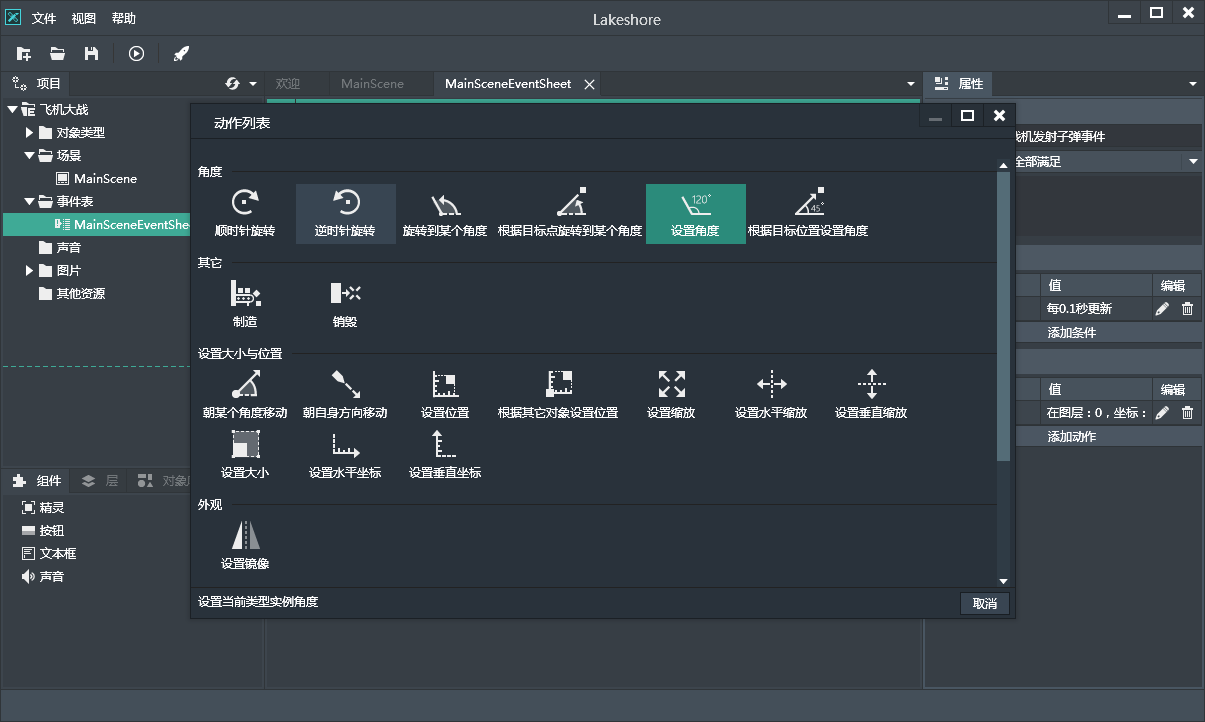 Lakeshore
文件 视图 帮助
项目
欢迎 MainScene MainSceneEventSheet
属性
飞机大战
对象类型
场景
MainScene
事件表
MainSceneEventShe
声音
图片
其他资源
组件 层
精灵
按钮
文本框
声音
动作列表
角度
顺时针旋转 逆时针旋转 旋转到某个角度 根据目标点旋转到某个角度 120° 设置角度 45° 根据目标位置设置角度
其它
制造 销毁
设置大小与位置
朝某个角度移动 朝自身方向移动 设置位置 根据其它对象设置位置 设置缩放 设置水平缩放 设置垂直缩放
设置大小 设置水平坐标 设置垂直坐标
外观
设置镜像
设置当前类型实例角度
取消
机发射子弹事件
全部满足
值 编辑
每0.1秒更新
添加条件
值 编辑
在图层：0，坐标：
添加动作